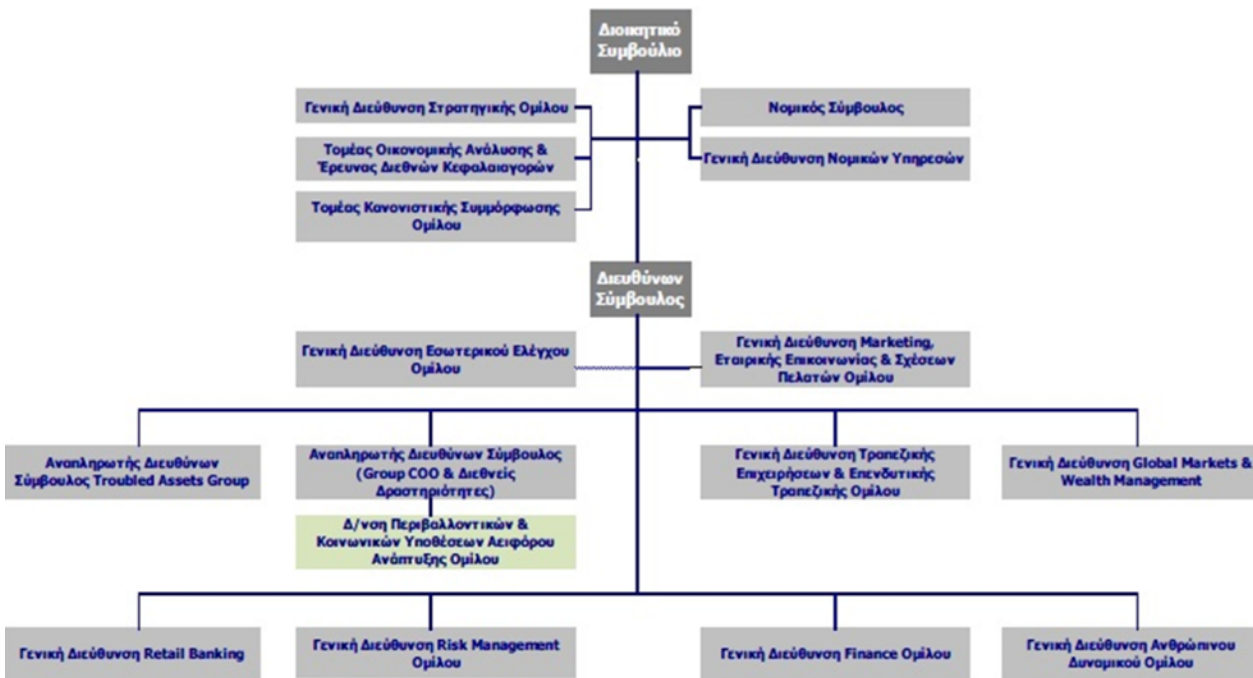 Διοικητικό
Συμβούλιο
Γενική Διεύθυνση Στρατηγικής Ομίλου
Νομικός Σύμβουλος
Τομέας Οικονομικής Ανάλυσης &
Έρευνας Διεθνών Κεφαλαιαγορών
Γενική Διεύθυνση Νομικών Υπηρεσών
Τομέας Κανονιστικής Συμμόρφωσης
Ομίλου
Διευθύνων
Σύμβουλος
Γενική Διεύθυνση Εσωτερικού Ελέγχου
Ομίλου
Γενική Διεύθυνση Marketing,
Εταιρικής Επικοινωνίας & Σχέσεων
Πελατών Ομίλου
Αναπληρωτής Διευθύνων
Σύμβουλος Troubled Assets Group
Αναπληρωτής Διευθύνων Σύμβουλος
(Group COO & Διεθνείς
Δραστηριότητες)
Γενική Διεύθυνση Τραπεζικής
Επιχειρήσεων & Επενδυτικής
Τραπεζικής Ομίλου
Γενική Διεύθυνση Global Markets &
Wealth Management
Δ/νση Περιβαλλοντικών &
Κοινωνικών Υποθέσεων Αειφόρου
Ανάπτυξης Ομίλου
Γενική Διεύθυνση Retail Banking
Γενική Διεύθυνση Risk Management
Ομίλου
Γενική Διεύθυνση Finance Ομίλου
Γενική Διεύθυνση Ανθρώπινου
Δυναμικού Ομίλου